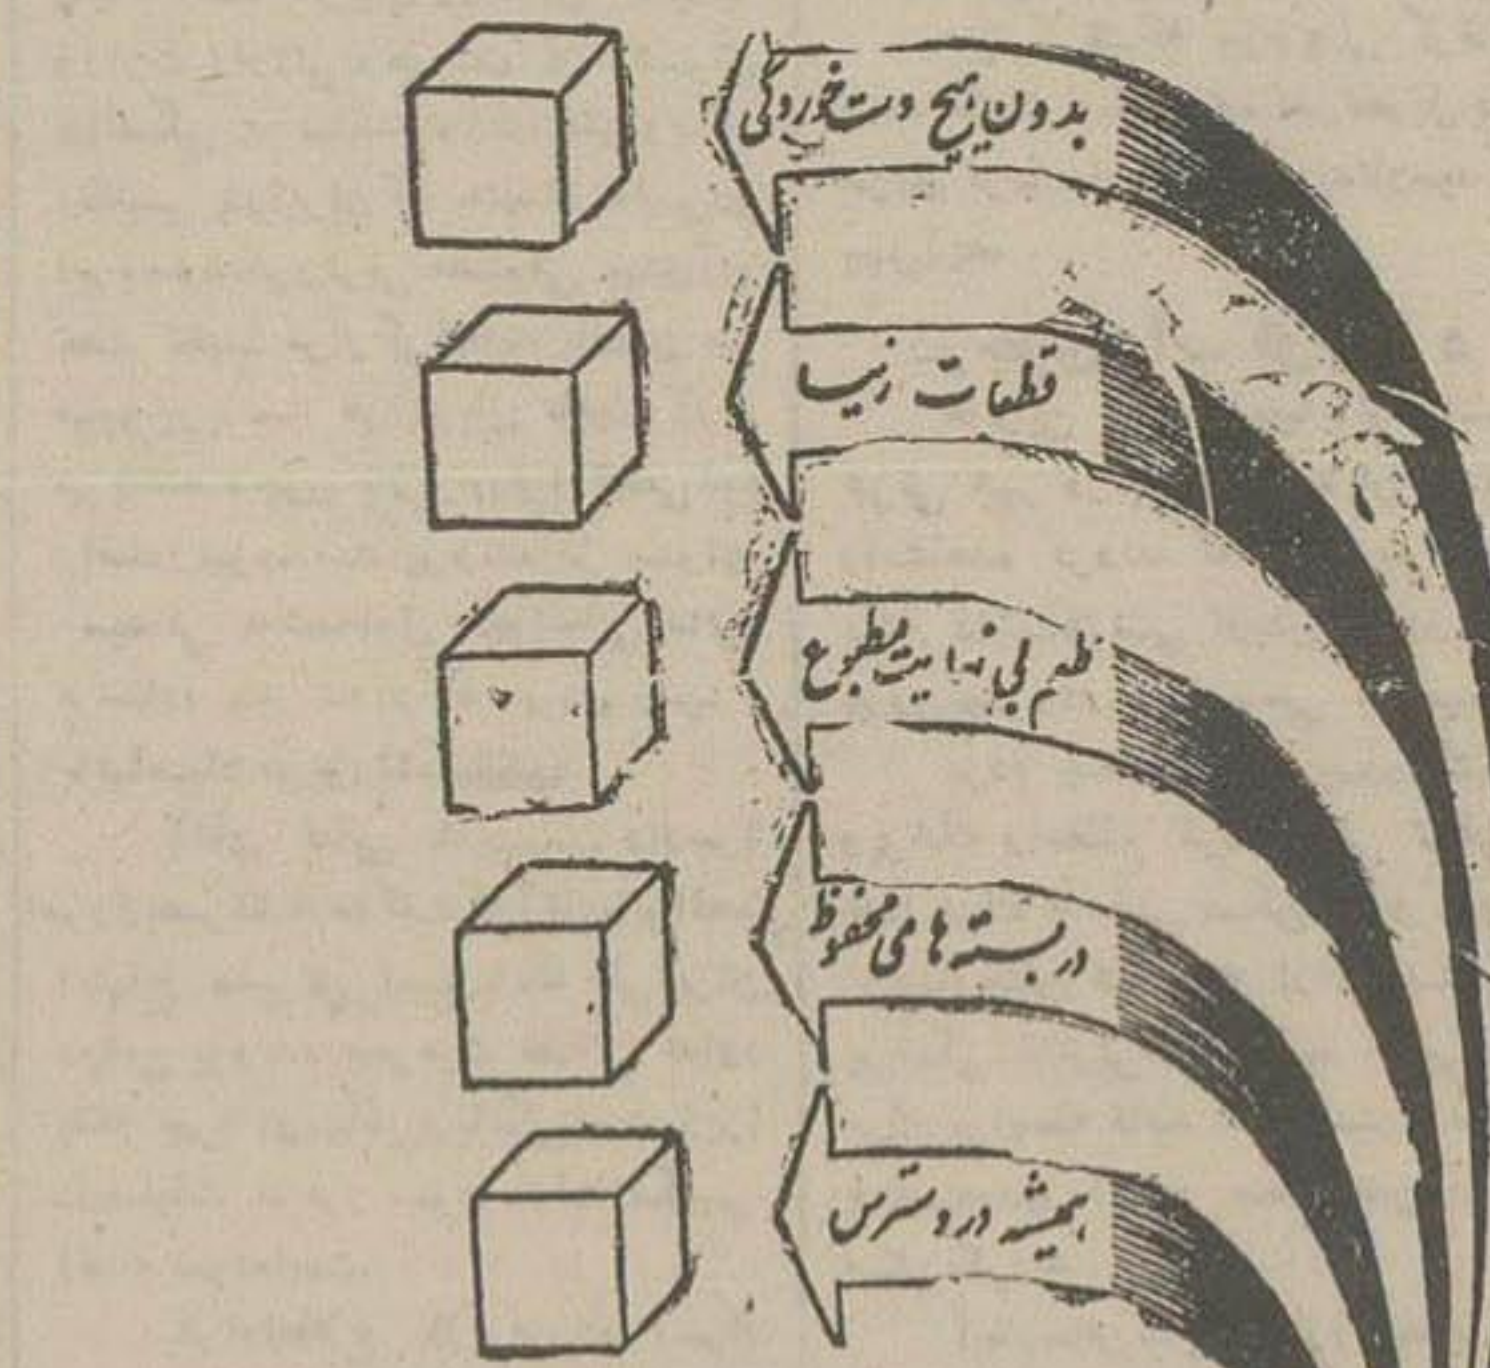 بدون هیچ دست خوردگی
قطعات زیبا
طعم بی نهایت مطبوع
در بسته های محفوظ
همیشه در دسترس